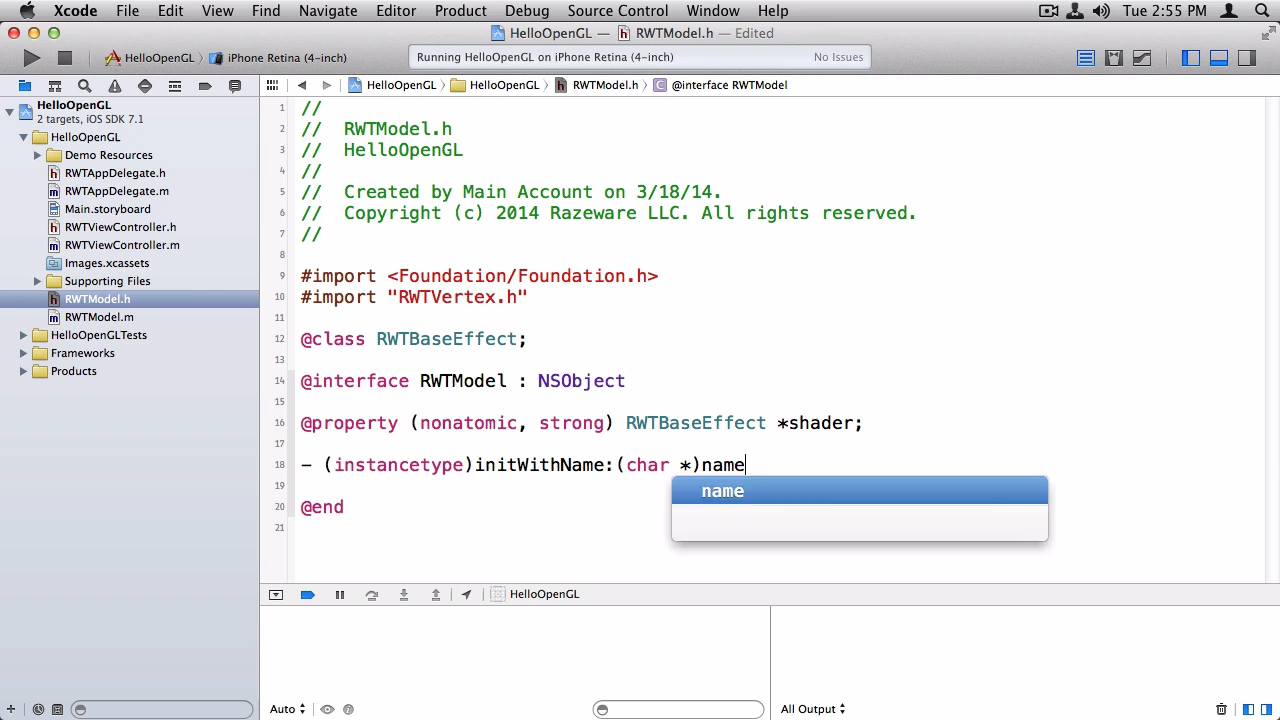 Xcode File Edit View Find Navigate Editor Product Debug Source Control Window Help Tue 2:55 PM
HelloOpenGL — RWTModel.h — Edited
HelloOpenGL iPhone Retina (4-inch) Running HelloOpenGL on iPhone Retina (4-inch) No Issues
HelloOpenGL HelloOpenGL RWTModel.h @interface RWTModel
HelloOpenGL
2 targets, iOS SDK 7.1
HelloOpenGL
Demo Resources
RWTAppDelegate.h
RWTAppDelegate.m
Main.storyboard
RWTViewController.h
RWTViewController.m
Images.xcassets
Supporting Files
RWTModel.h
RWTModel.m
HelloOpenGLTests
Frameworks
Products
1 //
2 // RWTModel.h
3 // HelloOpenGL
4 //
5 // Created by Main Account on 3/18/14.
6 // Copyright (c) 2014 Razeware LLC. All rights reserved.
7 //
8
9 #import <Foundation/Foundation.h>
10 #import "RWTVertex.h"
11
12 @class RWTBaseEffect;
13
14 @interface RWTModel : NSObject
15
16 @property (nonatomic, strong) RWTBaseEffect *shader;
17
18 - (instancetype)initWithName:(char *)name
name
19
20 @end
21
HelloOpenGL
Auto All Output